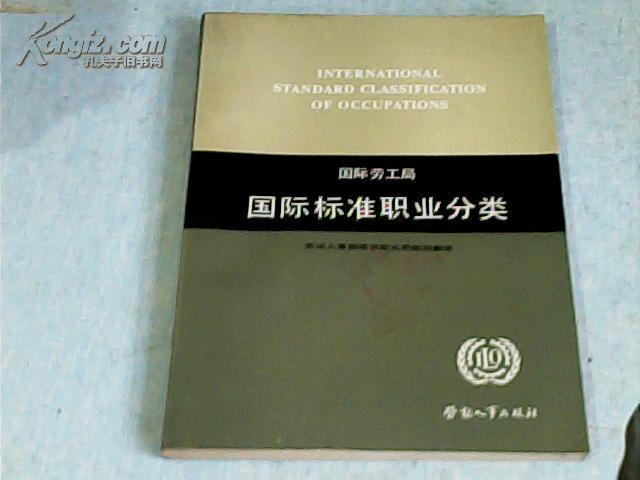 Kongfz.com
孔夫子旧书网
INTERNATIONAL
STANDARD CLASSIFICATION
OF OCCUPATIONS
国际劳工局
国际标准职业分类
ILO
劳动人事出版社